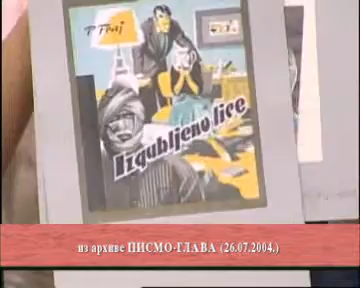 P. Fraj
Izgubljeno lice
из архиве ПИСМО-ГЛАВА (26.07.2004.)